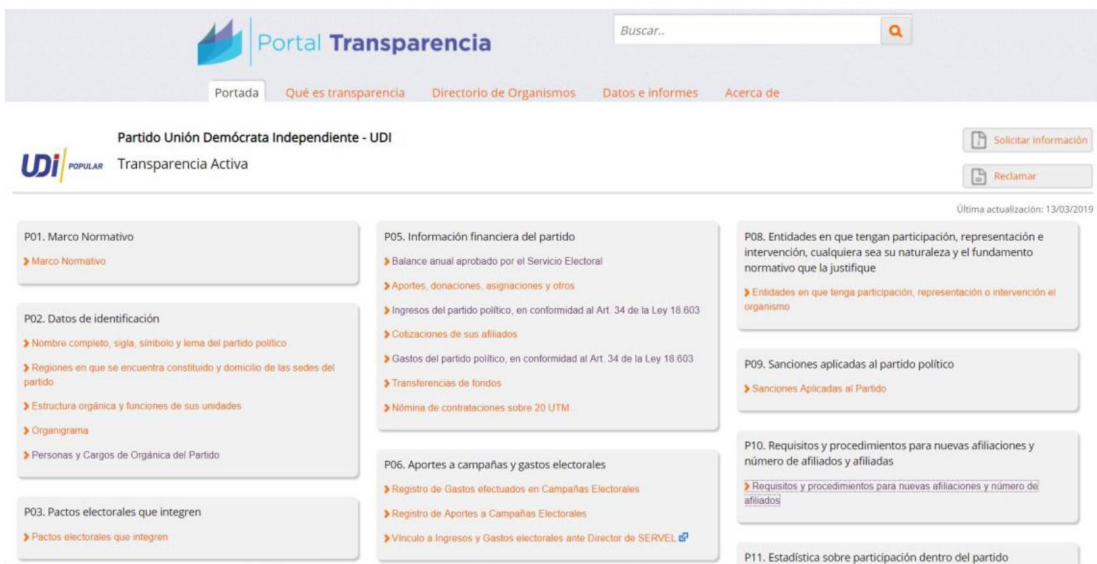 Portal Transparencia
Buscar..
Portada
Qué es transparencia
Directorio de Organismos
Datos e informes
Acerca de
UDi POPULAR
Partido Unión Demócrata Independiente - UDI
Transparencia Activa
Solicitar información
Reclamar
Última actualización: 13/03/2019
P01. Marco Normativo
Marco Normativo
P02. Datos de identificación
Nombre completo, sigla, símbolo y lema del partido político
Regiones en que se encuentra constituido y domicilio de las sedes del
partido
Estructura orgánica y funciones de sus unidades
Organigrama
Personas y Cargos de Orgánica del Partido
P03. Pactos electorales que integren
Pactos electorales que integren
P05. Información financiera del partido
Balance anual aprobado por el Servicio Electoral
Aportes, donaciones, asignaciones y otros
Ingresos del partido político, en conformidad al Art. 34 de la Ley 18.603
Cotizaciones de sus afiliados
Gastos del partido político, en conformidad al Art. 34 de la Ley 18.603
Transferencias de fondos
Nómina de contrataciones sobre 20 UTM
P06. Aportes a campañas y gastos electorales
Registro de Gastos efectuados en Campañas Electorales
Registro de Aportes a Campañas Electorales
Vínculo a Ingresos y Gastos electorales ante Director de SERVEL
P08. Entidades en que tengan participación, representación e
intervención, cualquiera sea su naturaleza y el fundamento
normativo que la justifique
Entidades en que tenga participación, representación o intervención el
organismo
P09. Sanciones aplicadas al partido político
Sanciones Aplicadas al Partido
P10. Requisitos y procedimientos para nuevas afiliaciones y
número de afiliados y afiliadas
Requisitos y procedimientos para nuevas afiliaciones y número de
afiliados
P11. Estadística sobre participación dentro del partido